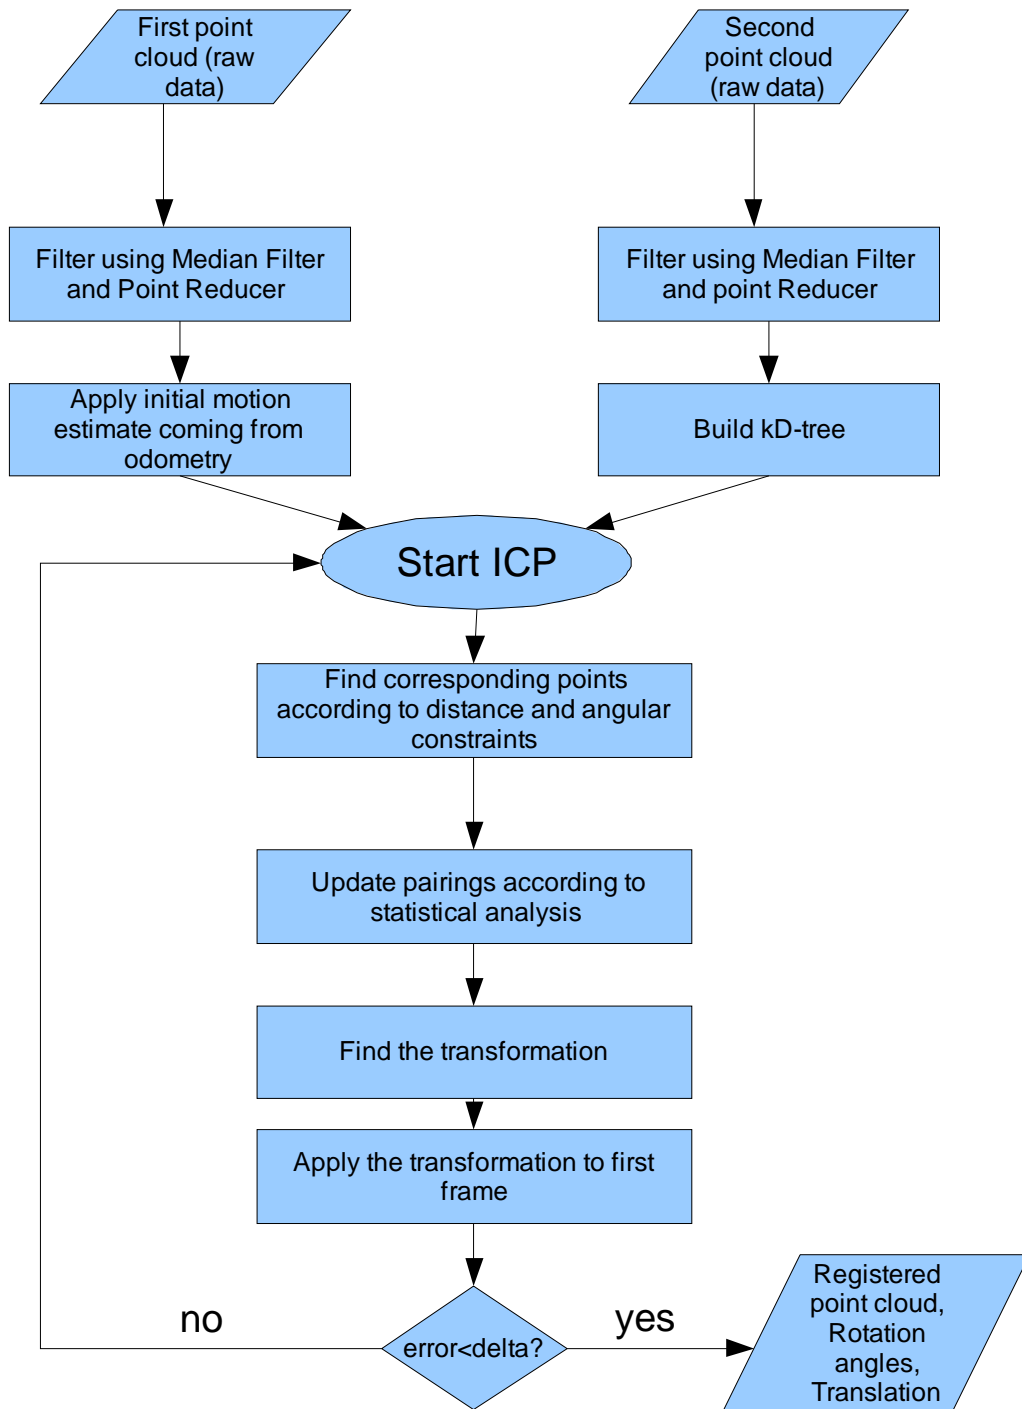 First point
cloud (raw
data)
Second
point cloud
(raw data)
Filter using Median Filter
and Point Reducer
Filter using Median Filter
and point Reducer
Apply initial motion
estimate coming from
odometry
Build kD-tree
Start ICP
Find corresponding points
according to distance and angular
constraints
Update pairings according to
statistical analysis
Find the transformation
Apply the transformation to first
frame
error<delta?
no
yes
Registered
point cloud,
Rotation
angles,
Translation